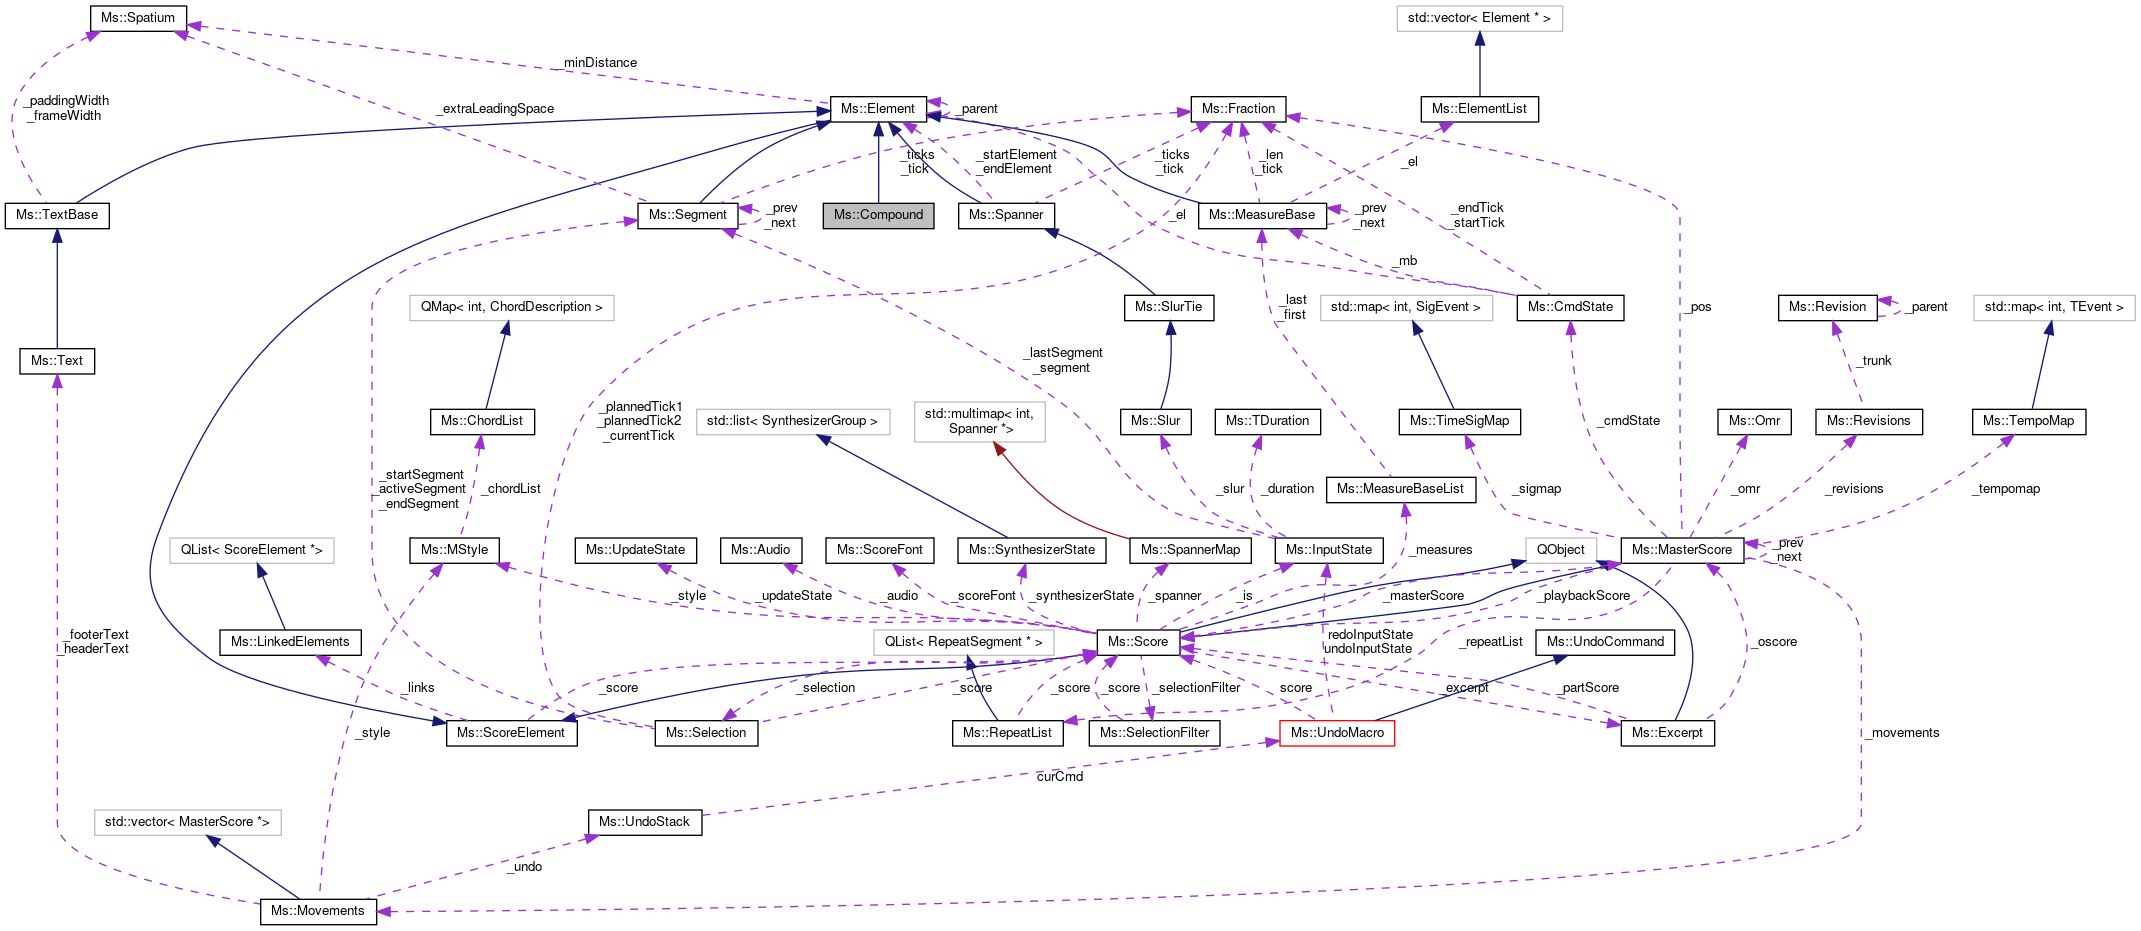 Ms::Spatium
std::vector< Element * >
_minDistance
_paddingWidth
_frameWidth
_extraLeadingSpace
Ms::Element
_parent
Ms::Fraction
Ms::ElementList
_ticks
_tick
_startElement
_endElement
_ticks
_tick
_len
_tick
_el
Ms::TextBase
Ms::Segment
_prev
_next
Ms::Compound
Ms::Spanner
_el
Ms::MeasureBase
_prev
_next
_endTick
_startTick
_mb
QMap< int, ChordDescription >
Ms::SlurTie
_last
_first
std::map< int, SigEvent >
Ms::CmdState
_pos
Ms::Revision
_parent
std::map< int, TEvent >
Ms::Text
_lastSegment
_segment
_trunk
Ms::ChordList
_plannedTick1
_plannedTick2
_currentTick
std::list< SynthesizerGroup >
std::multimap< int,
Spanner *>
Ms::Slur
Ms::TDuration
Ms::TimeSigMap
_cmdState
Ms::Omr
Ms::Revisions
Ms::TempoMap
_startSegment
_activeSegment
_endSegment
_chordList
_slur
_duration
Ms::MeasureBaseList
_sigmap
_omr
_revisions
_tempomap
QList< ScoreElement *>
Ms::MStyle
Ms::UpdateState
Ms::Audio
Ms::ScoreFont
Ms::SynthesizerState
Ms::SpannerMap
Ms::InputState
_measures
QObject
Ms::MasterScore
_prev
_next
_style
_updateState
_audio
_scoreFont
_synthesizerState
_spanner
_is
_masterScore
_playbackScore
_footerText
_headerText
Ms::LinkedElements
QList< RepeatSegment * >
Ms::Score
redoInputState
undoInputState
_repeatList
Ms::UndoCommand
_oscore
_links
_score
_selection
_score
_score
_score
_selectionFilter
score
_excerpt
_partScore
_style
Ms::ScoreElement
Ms::Selection
Ms::RepeatList
Ms::SelectionFilter
Ms::UndoMacro
Ms::Excerpt
_movements
curCmd
std::vector< MasterScore *>
Ms::UndoStack
_undo
Ms::Movements